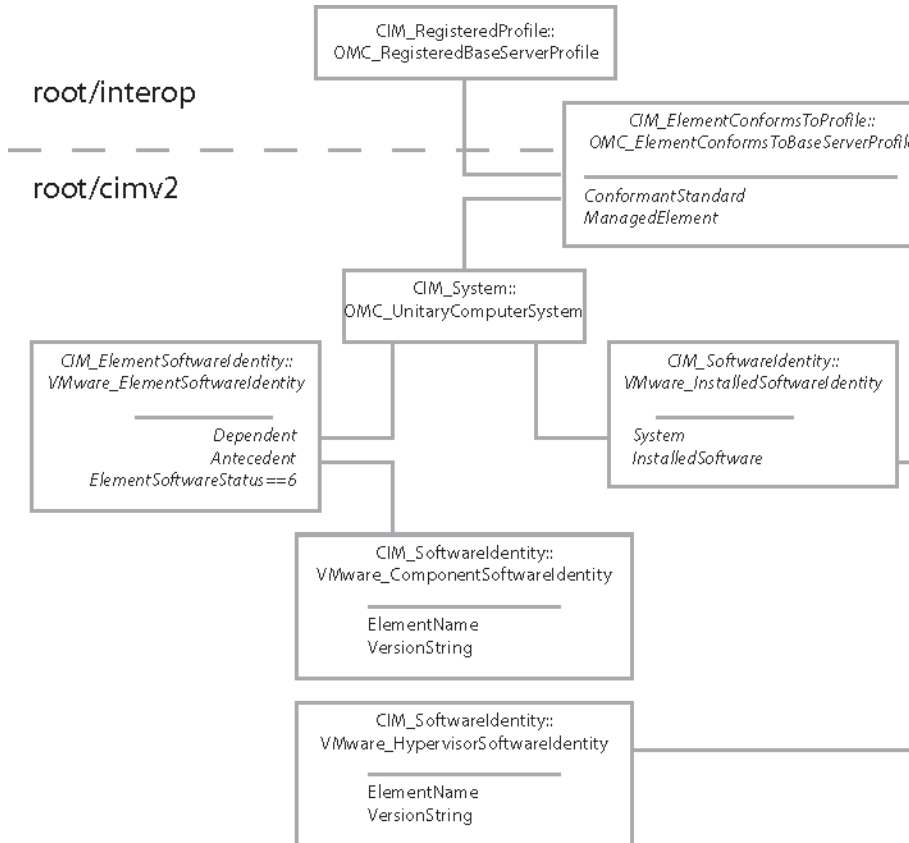 CIM_RegisteredProfile::
OMC_RegisteredBaseServerProfile
root/interop
CIM_ElementConformsToProfile::
OMC_ElementConformsToBaseServerProfile
root/cimv2
ConformantStandard
ManagedElement
CIM_System::
OMC_UnitaryComputerSystem
CIM_ElementSoftwareIdentity::
VMware_ElementSoftwareIdentity
Dependent
Antecedent
ElementSoftwareStatus==6
CIM_SoftwareIdentity::
VMware_InstalledSoftwareIdentity
System
InstalledSoftware
CIM_SoftwareIdentity::
VMware_ComponentSoftwareIdentity
ElementName
VersionString
CIM_SoftwareIdentity::
VMware_HypervisorSoftwareIdentity
ElementName
VersionString